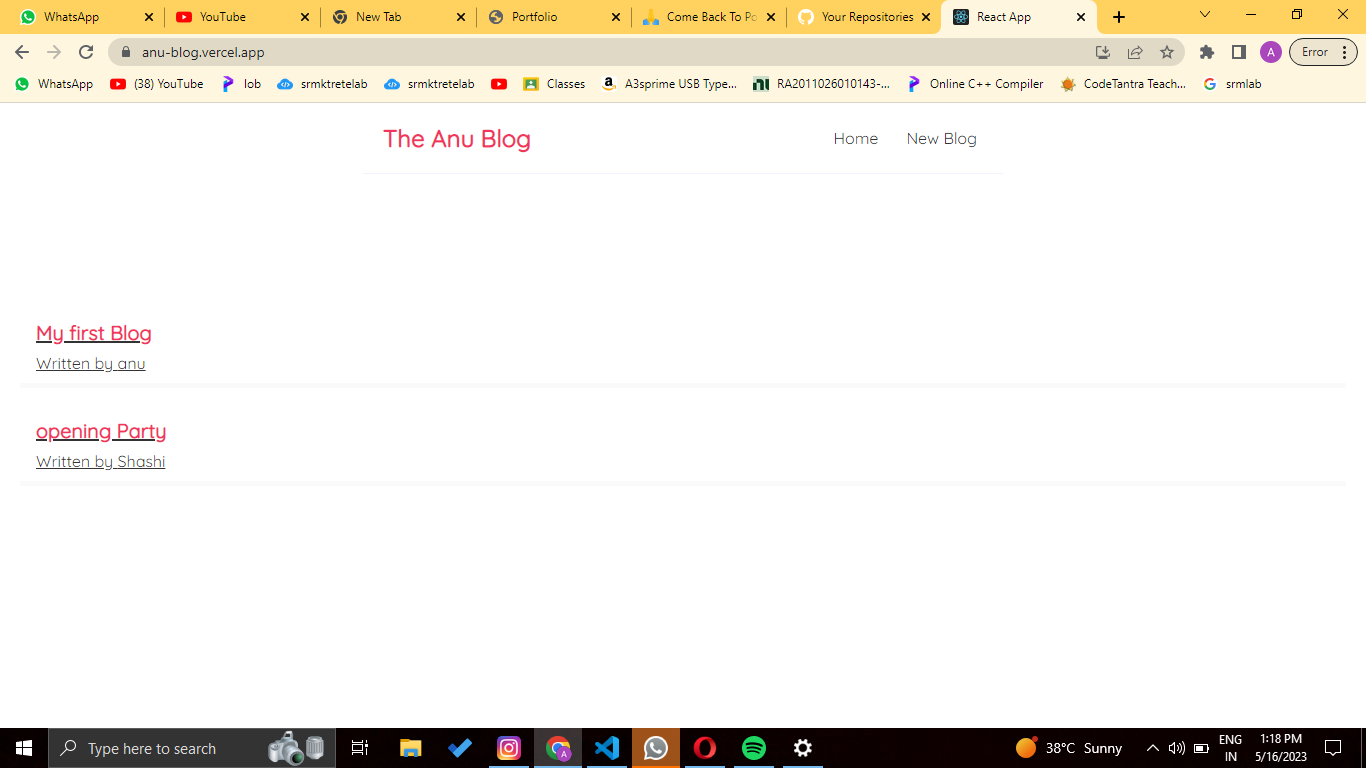 WhatsApp YouTube New Tab Portfolio Come Back To Po Your Repositories React App
anu-blog.vercel.app A Error
WhatsApp (38) YouTube lob srmktretelab srmktretelab Classes A3sprime USB Type... RA2011026010143-... Online C++ Compiler CodeTantra Teach... srmlab
The Anu Blog Home New Blog
My first Blog
Written by anu
opening Party
Written by Shashi
Type here to search 38°C Sunny ENG IN 1:18 PM 5/16/2023